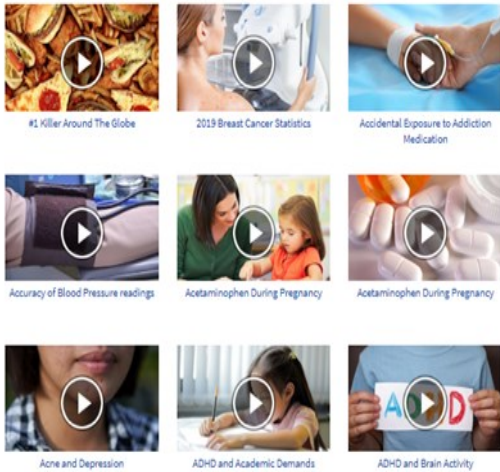 #1 Killer Around The Globe
2019 Breast Cancer Statistics
Accidental Exposure to Addiction
Medication
Accuracy of Blood Pressure readings
Acetaminophen During Pregnancy
Acetaminophen During Pregnancy
ADHD
Acne and Depression
ADHD and Academic Demands
ADHD and Brain Activity